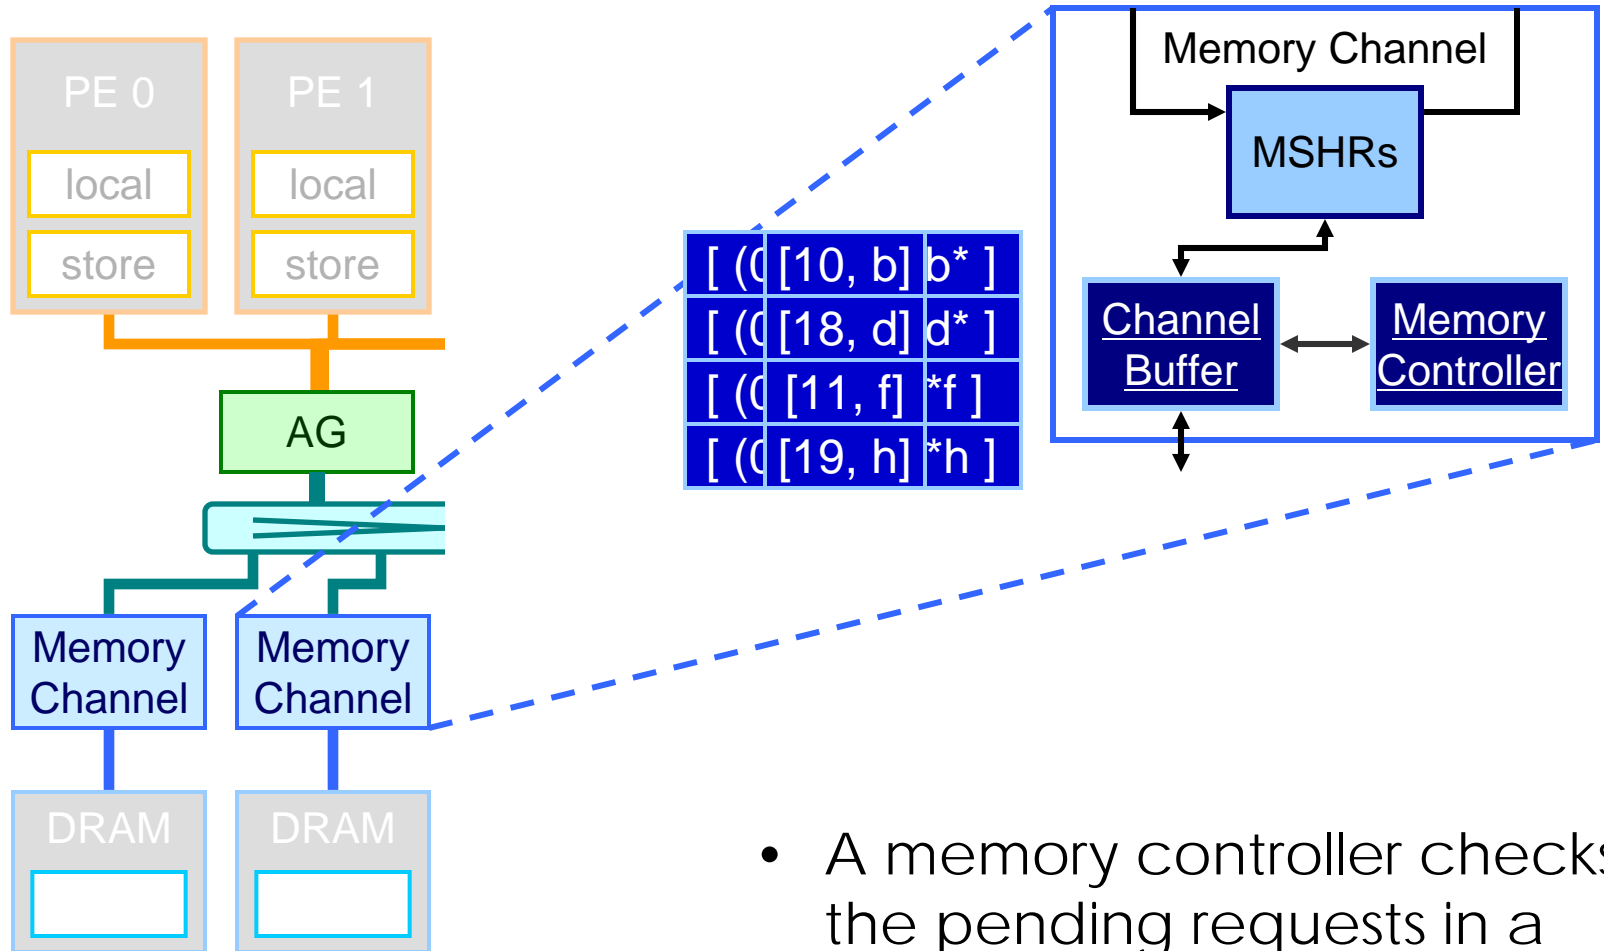 PE 0
local
store
PE 1
local
store
AG
Memory
Channel
Memory
Channel
DRAM
DRAM
[10, b] b* ]
[18, d] d* ]
[11, f] *f ]
[19, h] *h ]
Memory Channel
MSHRs
Channel
Buffer
Memory
Controller
• A memory controller checks
the pending requests in a